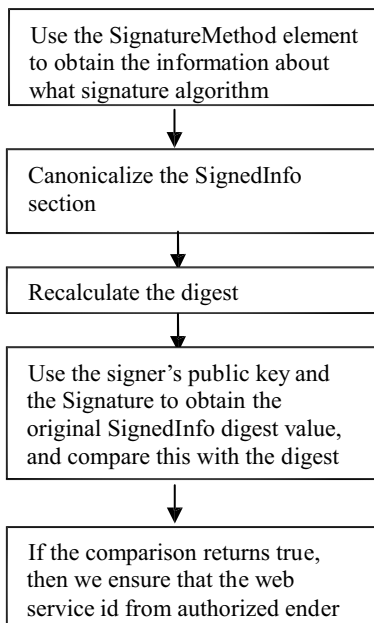 Use the SignatureMethod element
to obtain the information about
what signature algorithm
Canonicalize the SignedInfo
section
Recalculate the digest
Use the signer's public key and
the Signature to obtain the
original SignedInfo digest value,
and compare this with the digest
If the comparison returns true,
then we ensure that the web
service id from authorized ender